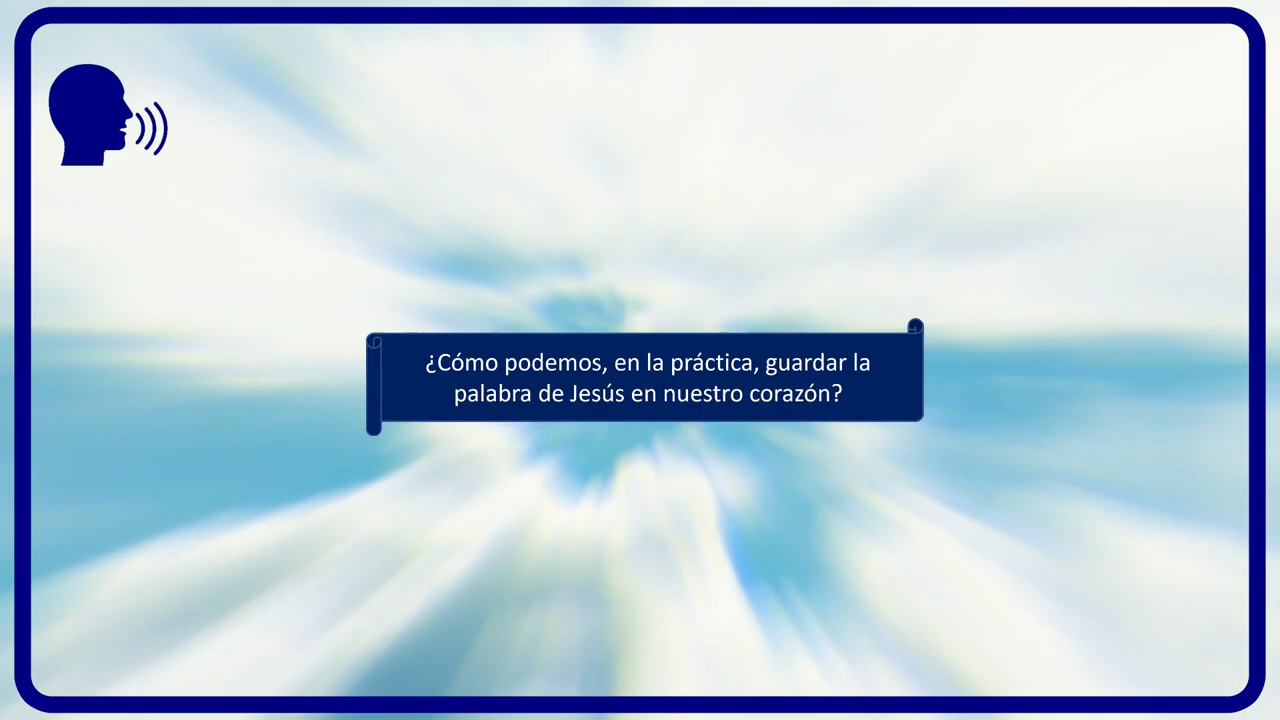 ¿Cómo podemos, en la práctica, guardar la
palabra de Jesús en nuestro corazón?